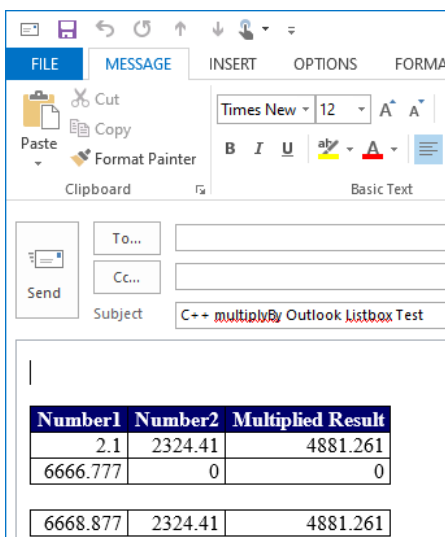 FILE MESSAGE INSERT OPTIONS FORMA
Cut
Copy
Paste
Format Painter
Clipboard
Times New 12 A A
B I U aby A
Basic Text
To...
Cc...
Send
Subject C++ multiplyBy Outlook Listbox Test
Number1 Number2 Multiplied Result
2.1 2324.41 4881.261
6666.777 0 0
6668.877 2324.41 4881.261